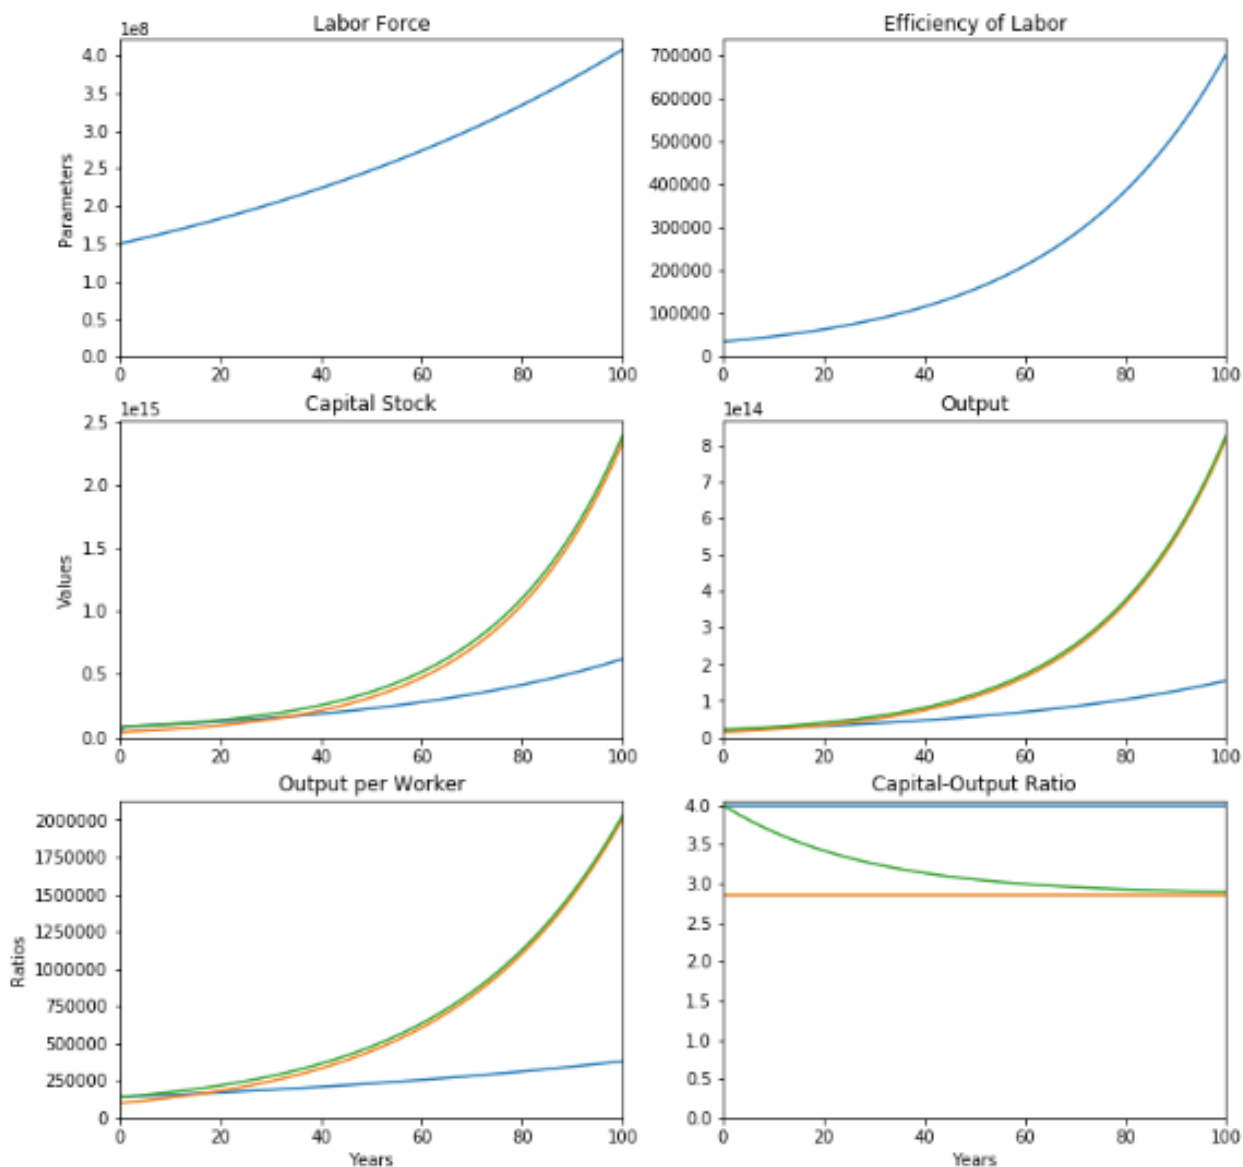 Labor Force
1e8
4.0
3.5
3.0
2.5
2.0
1.5
1.0
0.5
0.0
Parameters
0 20 40 60 80 100
Efficiency of Labor
700000
600000
500000
400000
300000
200000
100000
0
0 20 40 60 80 100
Capital Stock
1e15
2.5
2.0
1.5
1.0
0.5
0.0
Values
0 20 40 60 80 100
Output
1e14
8
7
6
5
4
3
2
1
0
0 20 40 60 80 100
Output per Worker
2000000
1750000
1500000
1250000
1000000
750000
500000
250000
0
Ratios
0 20 40 60 80 100
Years
Capital-Output Ratio
4.0
3.5
3.0
2.5
2.0
1.5
1.0
0.5
0.0
0 20 40 60 80 100
Years